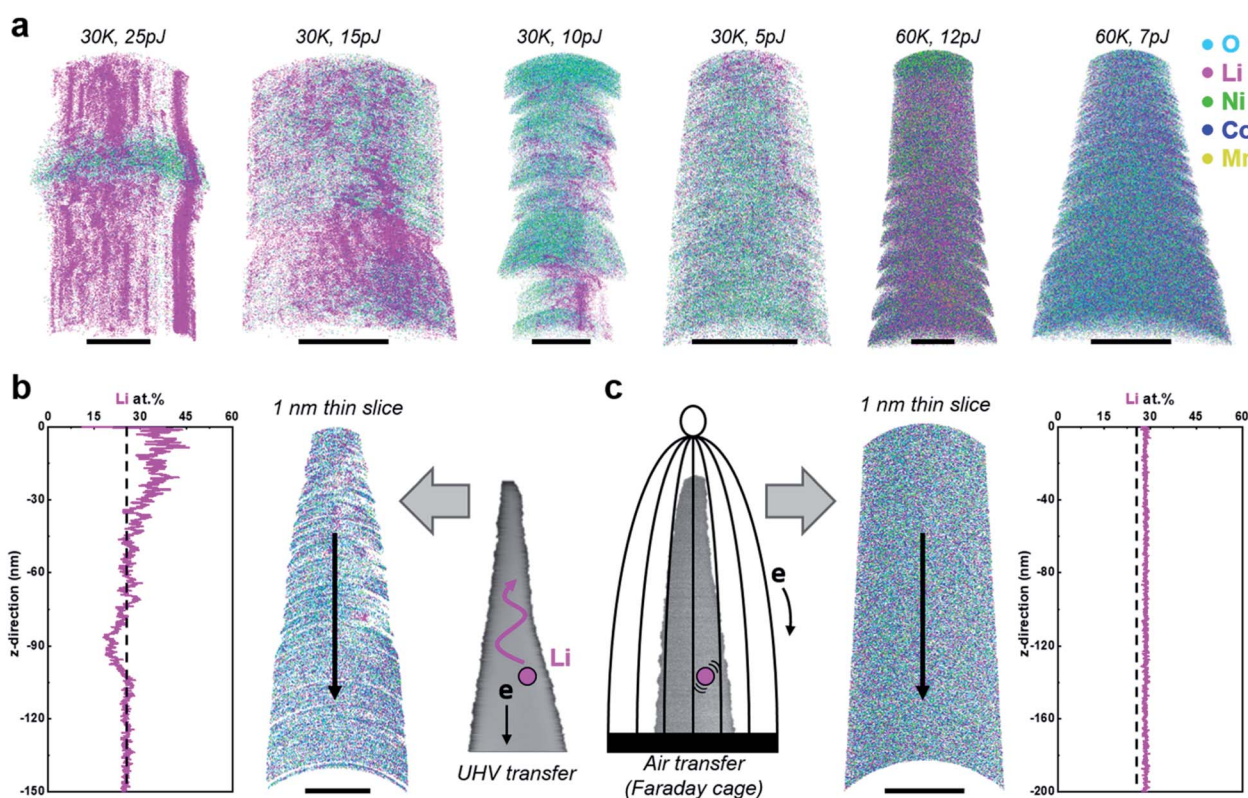 a
30K, 25pJ
30K, 15pJ
30K, 10pJ
30K, 5pJ
60K, 12pJ
60K, 7pJ
O
Li
Ni
Co
Mn
b
Li at.%
0 15 30 45 60
z-direction (nm)
0
-30
-60
-90
-120
-150
1 nm thin slice
Li
e
UHV transfer
c
e
Air transfer
(Faraday cage)
1 nm thin slice
Li at.%
0 15 30 45 60
z-direction (nm)
0
-40
-80
-120
-160
-200